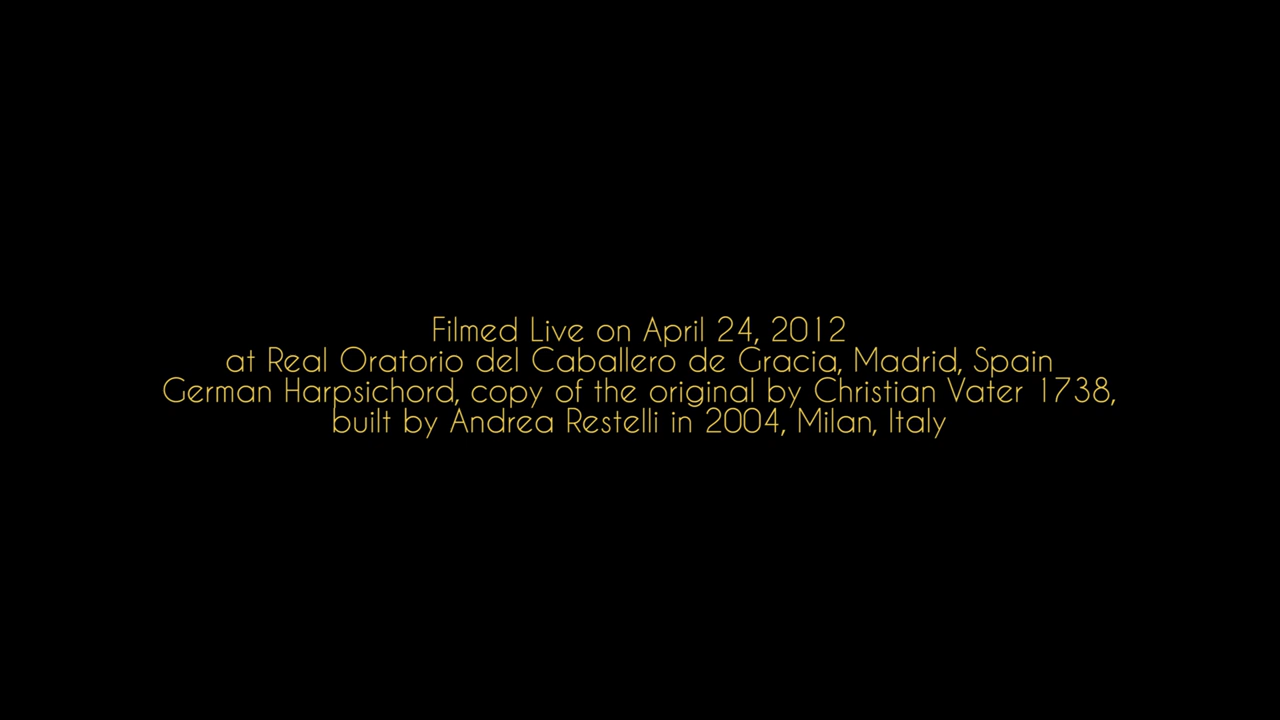 Filmed Live on April 24, 2012
at Real Oratorio del Caballero de Gracia, Madrid, Spain
German Harpsichord, copy of the original by Christian Vater 1738,
built by Andrea Restelli in 2004, Milan, Italy